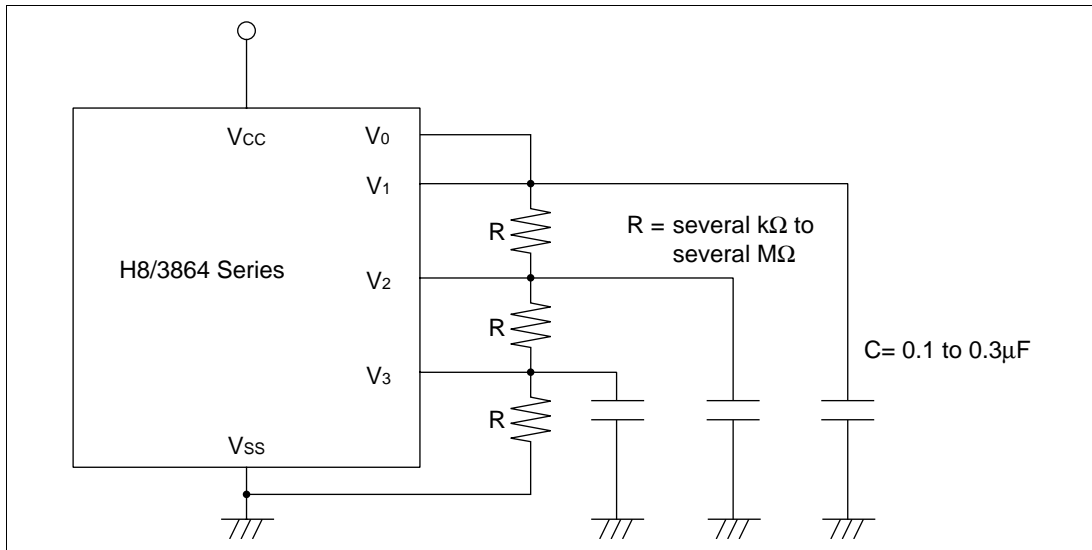 VCC
V0
V1
R
R = several kΩ to
several MΩ
H8/3864 Series
V2
R
C= 0.1 to 0.3μF
V3
R
VSS